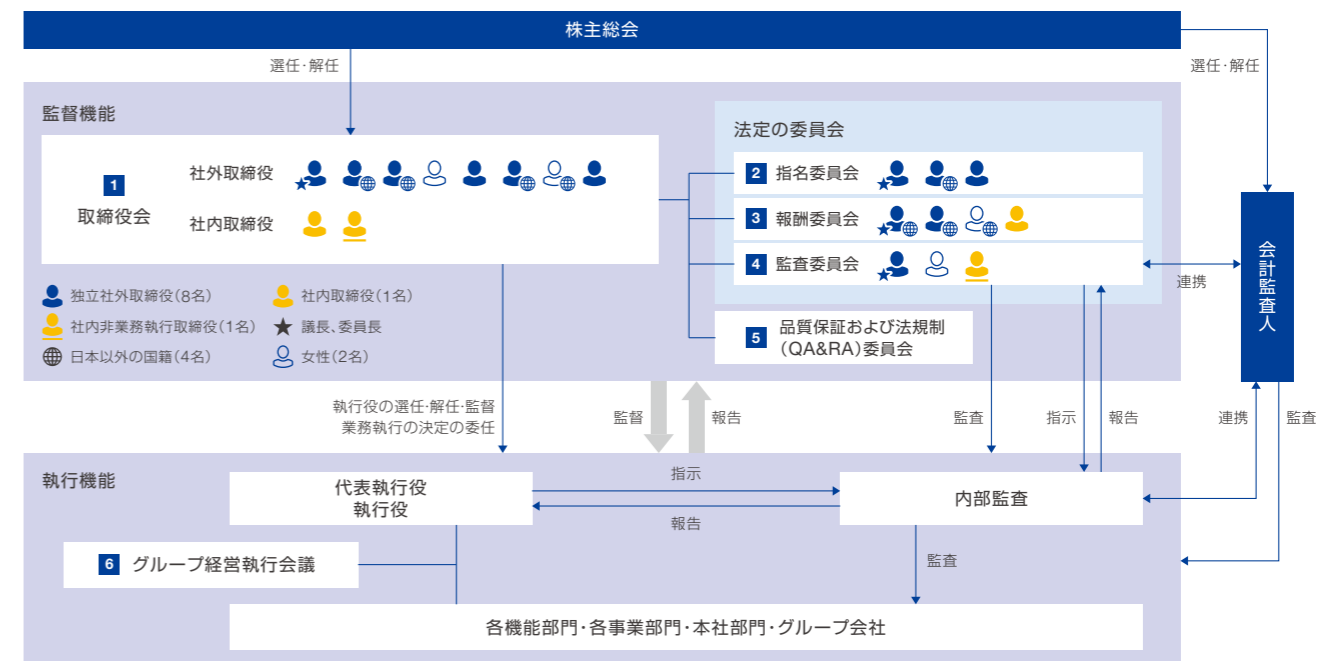 株主総会
選任・解任
選任・解任
監督機能
1
取締役会
社外取締役
社内取締役
独立社外取締役(8名)
社内取締役(1名)
社内非業務執行取締役(1名)
議長、委員長
日本以外の国籍(4名)
女性(2名)
法定の委員会
2 指名委員会
3 報酬委員会
4 監査委員会
5 品質保証および法規制
(QA&RA)委員会
連携
会計監査人
執行役の選任・解任・監督
業務執行の決定の委任
監督
報告
監査
指示
報告
連携
監査
執行機能
代表執行役
執行役
指示
報告
内部監査
6 グループ経営執行会議
監査
各機能部門・各事業部門・本社部門・グループ会社